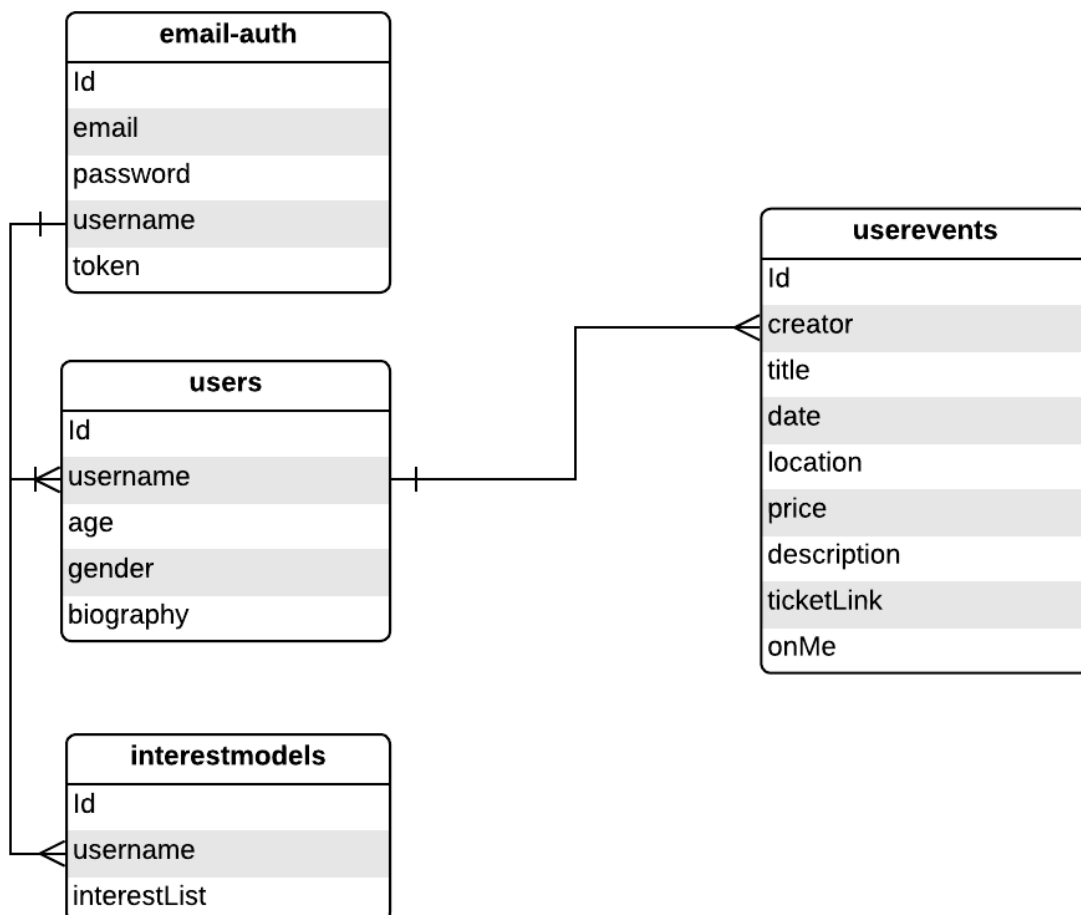 email-auth
Id
email
password
username
token
users
Id
username
age
gender
biography
interestmodels
Id
username
interestList
userevents
Id
creator
title
date
location
price
description
ticketLink
onMe